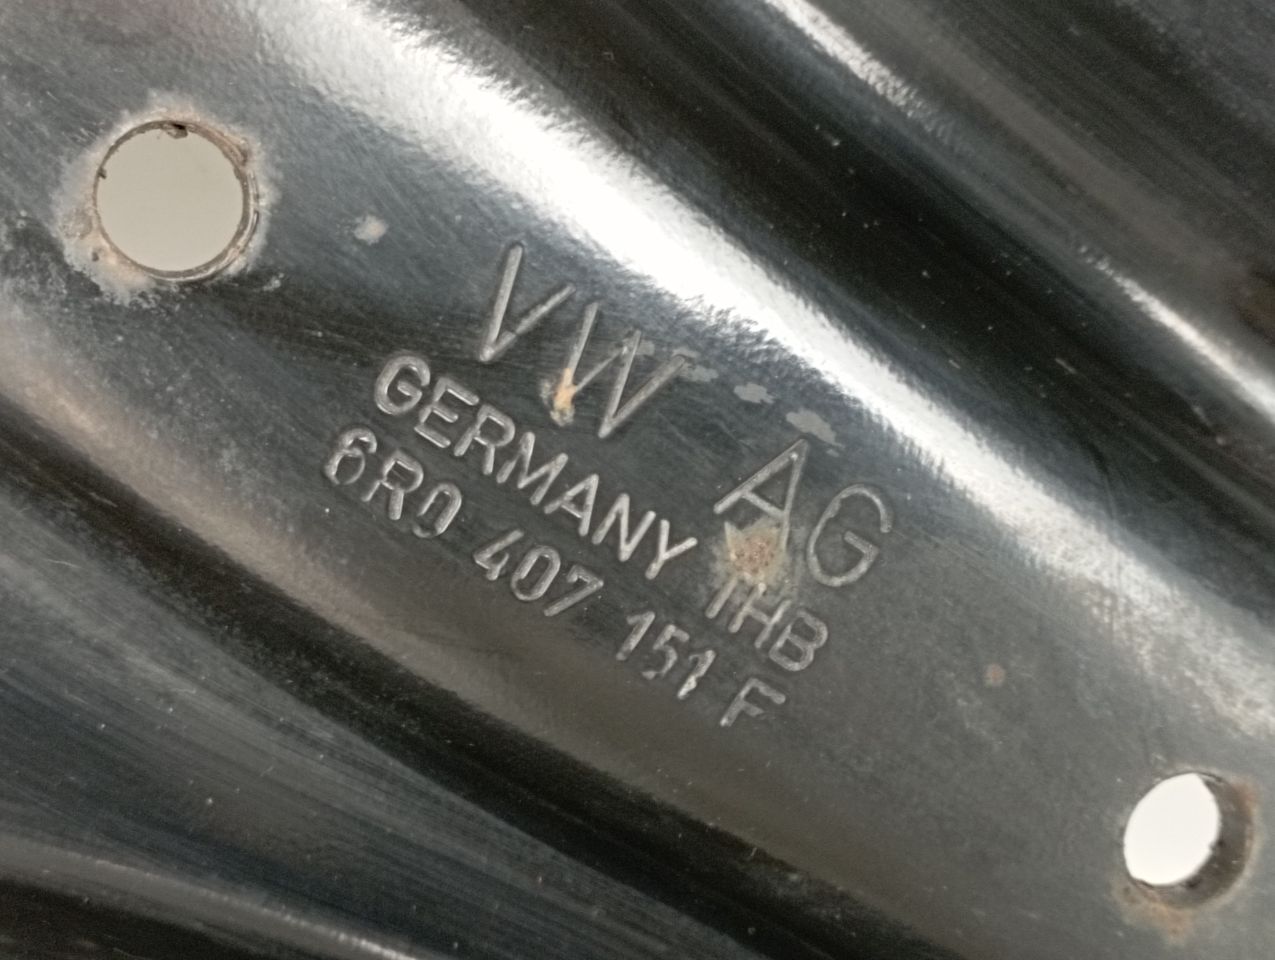 VW AG
GERMANY IHB
6R0 407 151 F